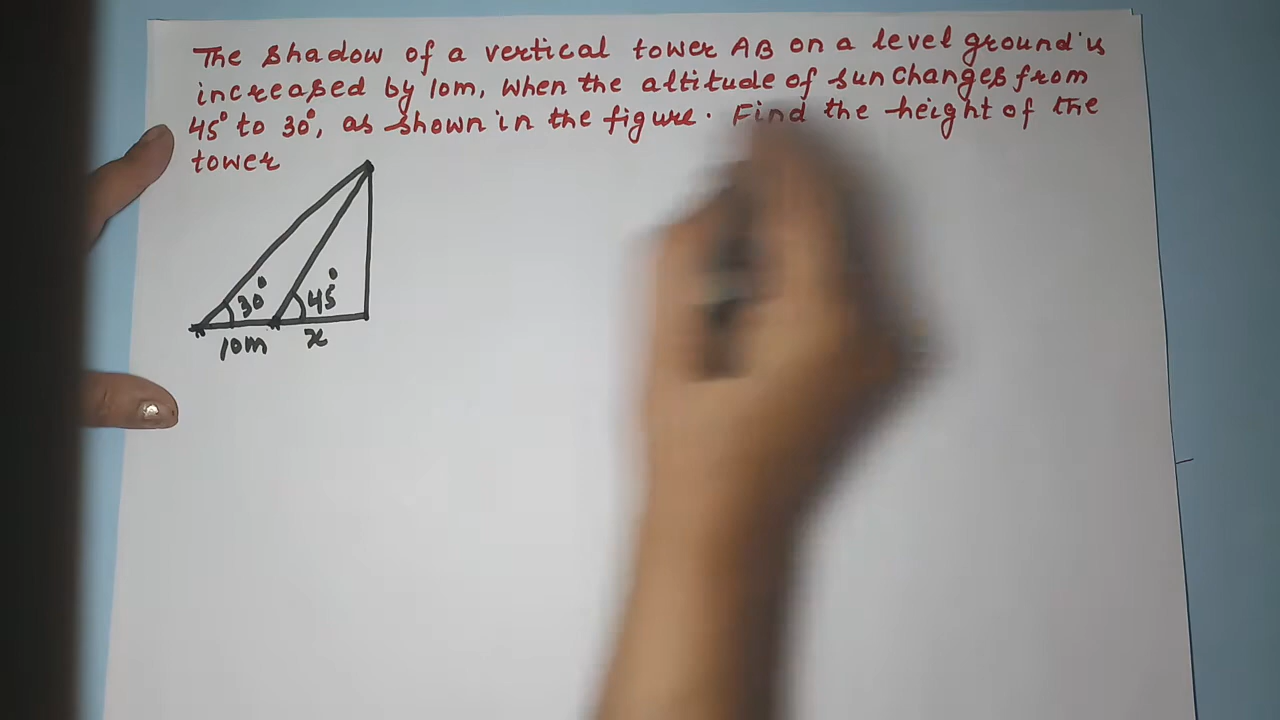 The shadow of a vertical tower AB on a level ground is
increased by 10m, when the altitude of sun changes from
45° to 30°, as shown in the figure. Find the height of the
tower
30° 45°
10m x